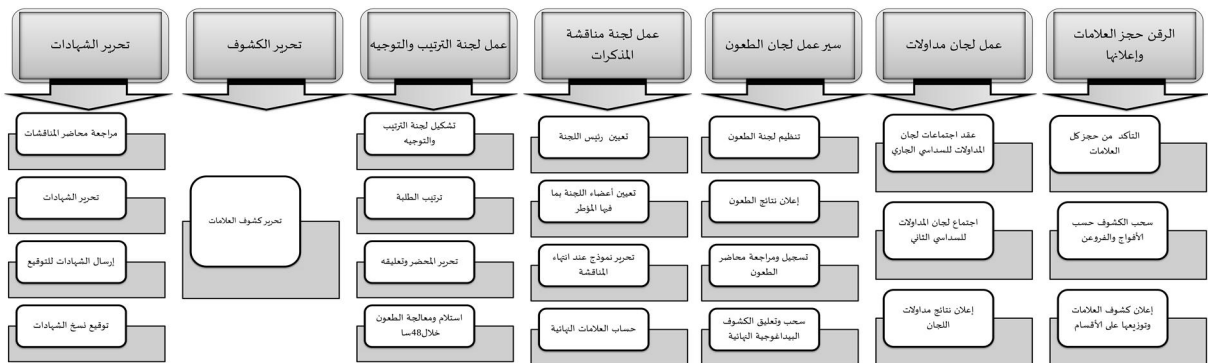 الرقن حجز العلامات
وإعلانها
التأكد من حجز كل
العلامات
سحب الكشوف حسب
الأفواج والفروعن
إعلان كشوف العلامات
وتوزيعها على الأقسام
عمل لجان مداولات
عقد اجتماعات لجان
المداولات للسداسي الجاري
اجتماع لجان المداولات
للسداسي الثاني
إعلان نتائج مداولات
اللجان
سير عمل لجان الطعون
تنظيم لجنة الطعون
إعلان نتائج الطعون
تسجيل ومراجعة محاضر
الطعون
سحب وتعليق الكشوف
البيداغوجية النهائية
عمل لجنة مناقشة
المذكرات
تعيين رئيس اللجنة
تعيين أعضاء اللجنة بما
فيها المؤطر
تحرير نموذج عند انتهاء
المناقشة
حساب العلامات النهائية
عمل لجنة الترتيب والتوجيه
تشكيل لجنة الترتيب
والتوجيه
ترتيب الطلبة
تحرير المحضر وتعليقه
استلام ومعالجة الطعون
خلال48سا
تحرير الكشوف
تحرير كشوف العلامات
تحرير الشهادات
مراجعة محاضر المناقشات
تحرير الشهادات
إرسال الشهادات للتوقيع
توقيع نسخ الشهادات